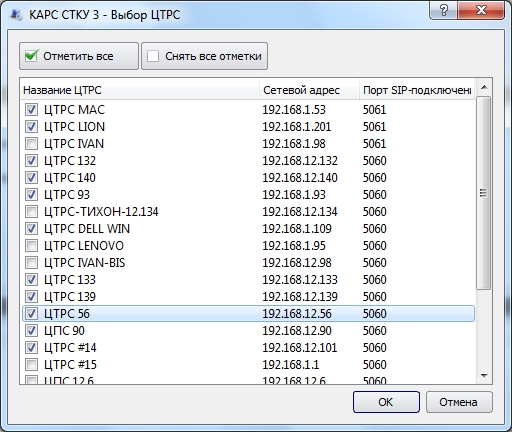 КАРС СТКУ 3 - Выбор ЦТРС
Отметить все Снять все отметки
Название ЦТРС Сетевой адрес Порт SIP-подключени
ЦТРС MAC 192.168.1.53 5061
ЦТРС LION 192.168.1.201 5061
ЦТРС IVAN 192.168.1.98 5061
ЦТРС 132 192.168.12.132 5060
ЦТРС 140 192.168.12.140 5060
ЦТРС 93 192.168.1.93 5060
ЦТРС-ТИХОН-12.134 192.168.12.134 5060
ЦТРС DELL WIN 192.168.1.109 5060
ЦТРС LENOVO 192.168.1.95 5060
ЦТРС IVAN-BIS 192.168.12.98 5060
ЦТРС 133 192.168.12.133 5060
ЦТРС 139 192.168.12.139 5060
ЦТРС 56 192.168.12.56 5060
ЦПС 90 192.168.12.90 5060
ЦТРС #14 192.168.12.101 5060
ЦТРС #15 192.168.1.1 5060
ЦПС 12.6 192.168.12.6 5060
OK Отмена